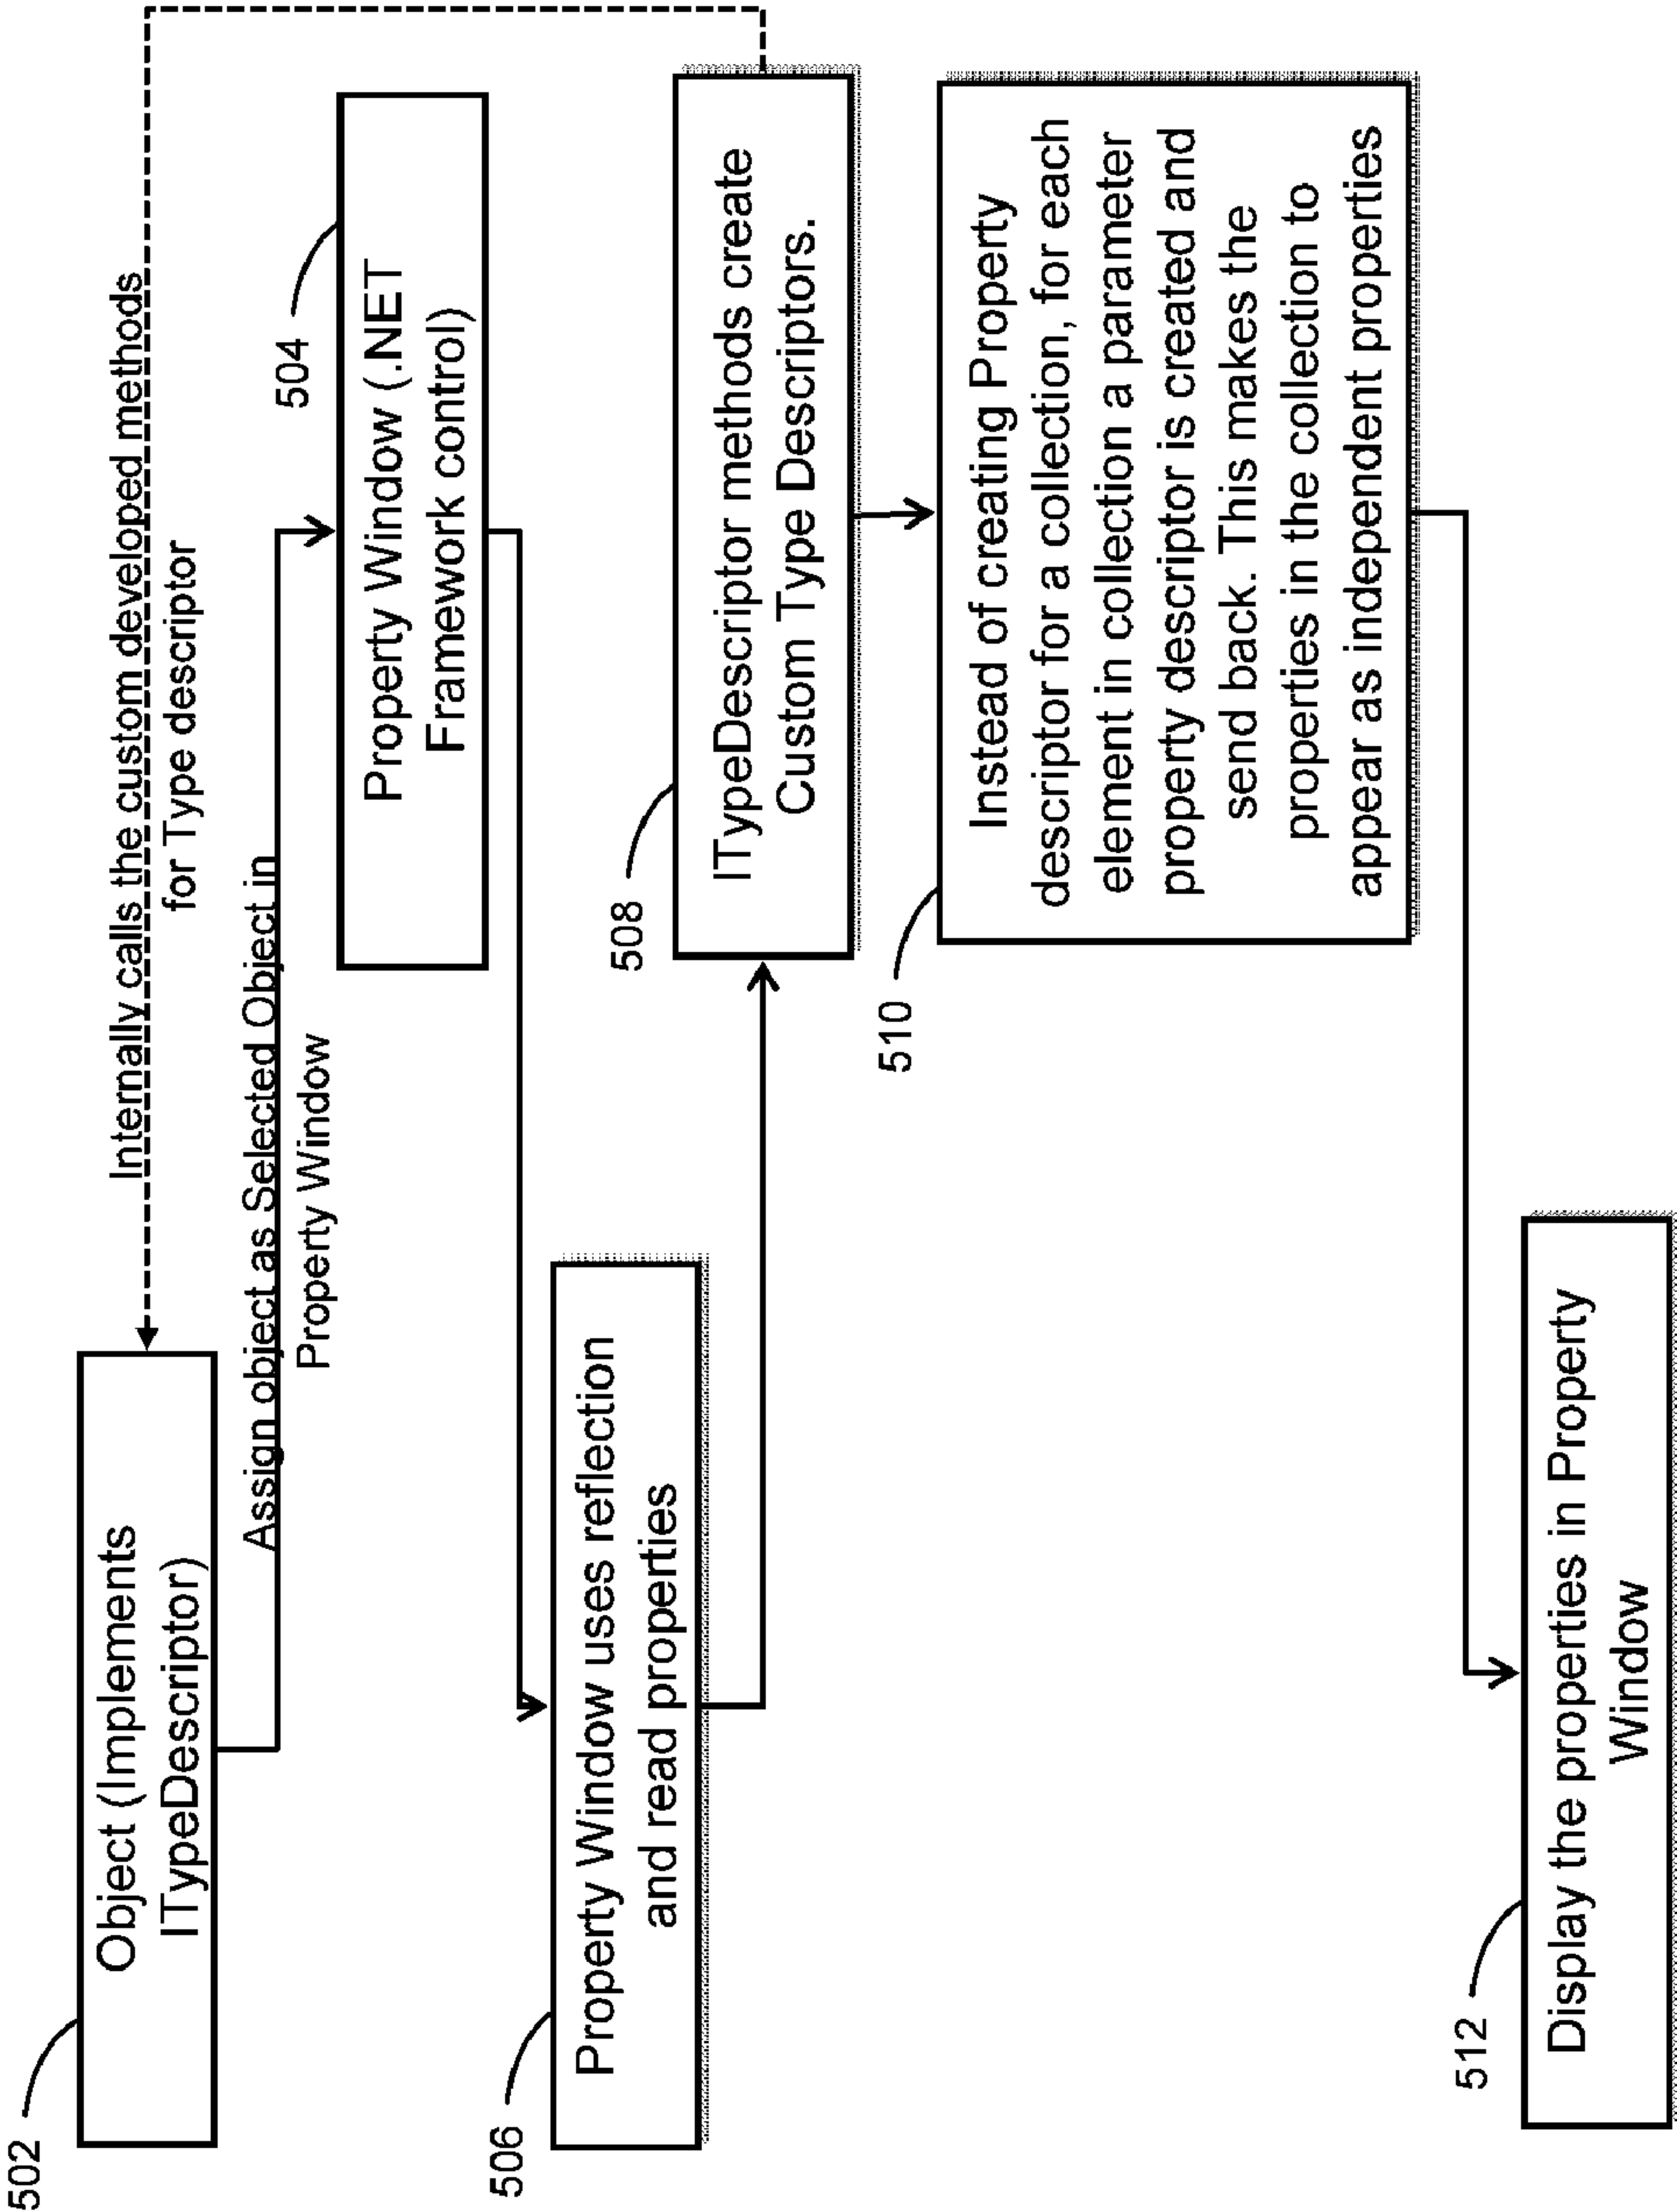 502
Object (Implements
ITypeDescriptor)
Internally calls the custom developed methods
for Type descriptor
Assign object as Selected Object in
Property Window
504
Property Window (.NET
Framework control)
506
Property Window uses reflection
and read properties
508
ITypeDescriptor methods create
Custom Type Descriptors.
510
Instead of creating Property
descriptor for a collection, for each
element in collection a parameter
property descriptor is created and
send back. This makes the
properties in the collection to
appear as independent properties
512
Display the properties in Property
Window